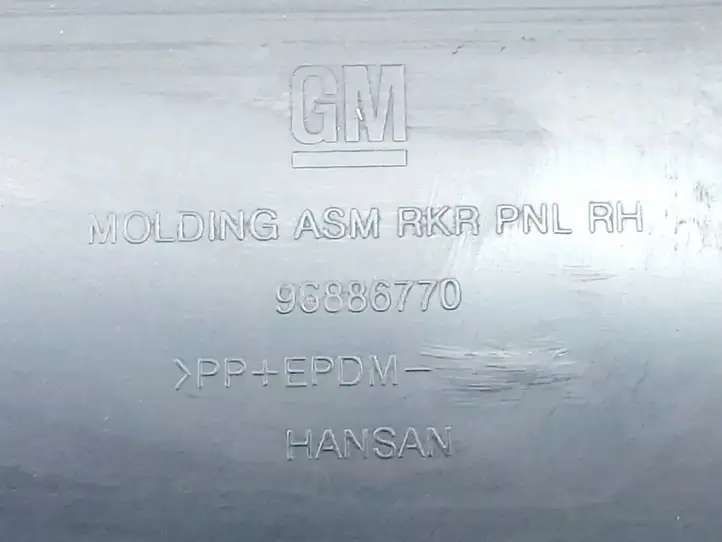 GM
MOLDING ASM RKR PNL RH
96886770
>PP+EPDM-
HANSAN